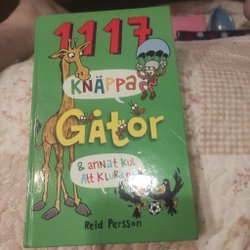 1117
KNÄPPA
GÅTOR
& ANNAT KUL
ATT KLURA PÅ
Reid Persson